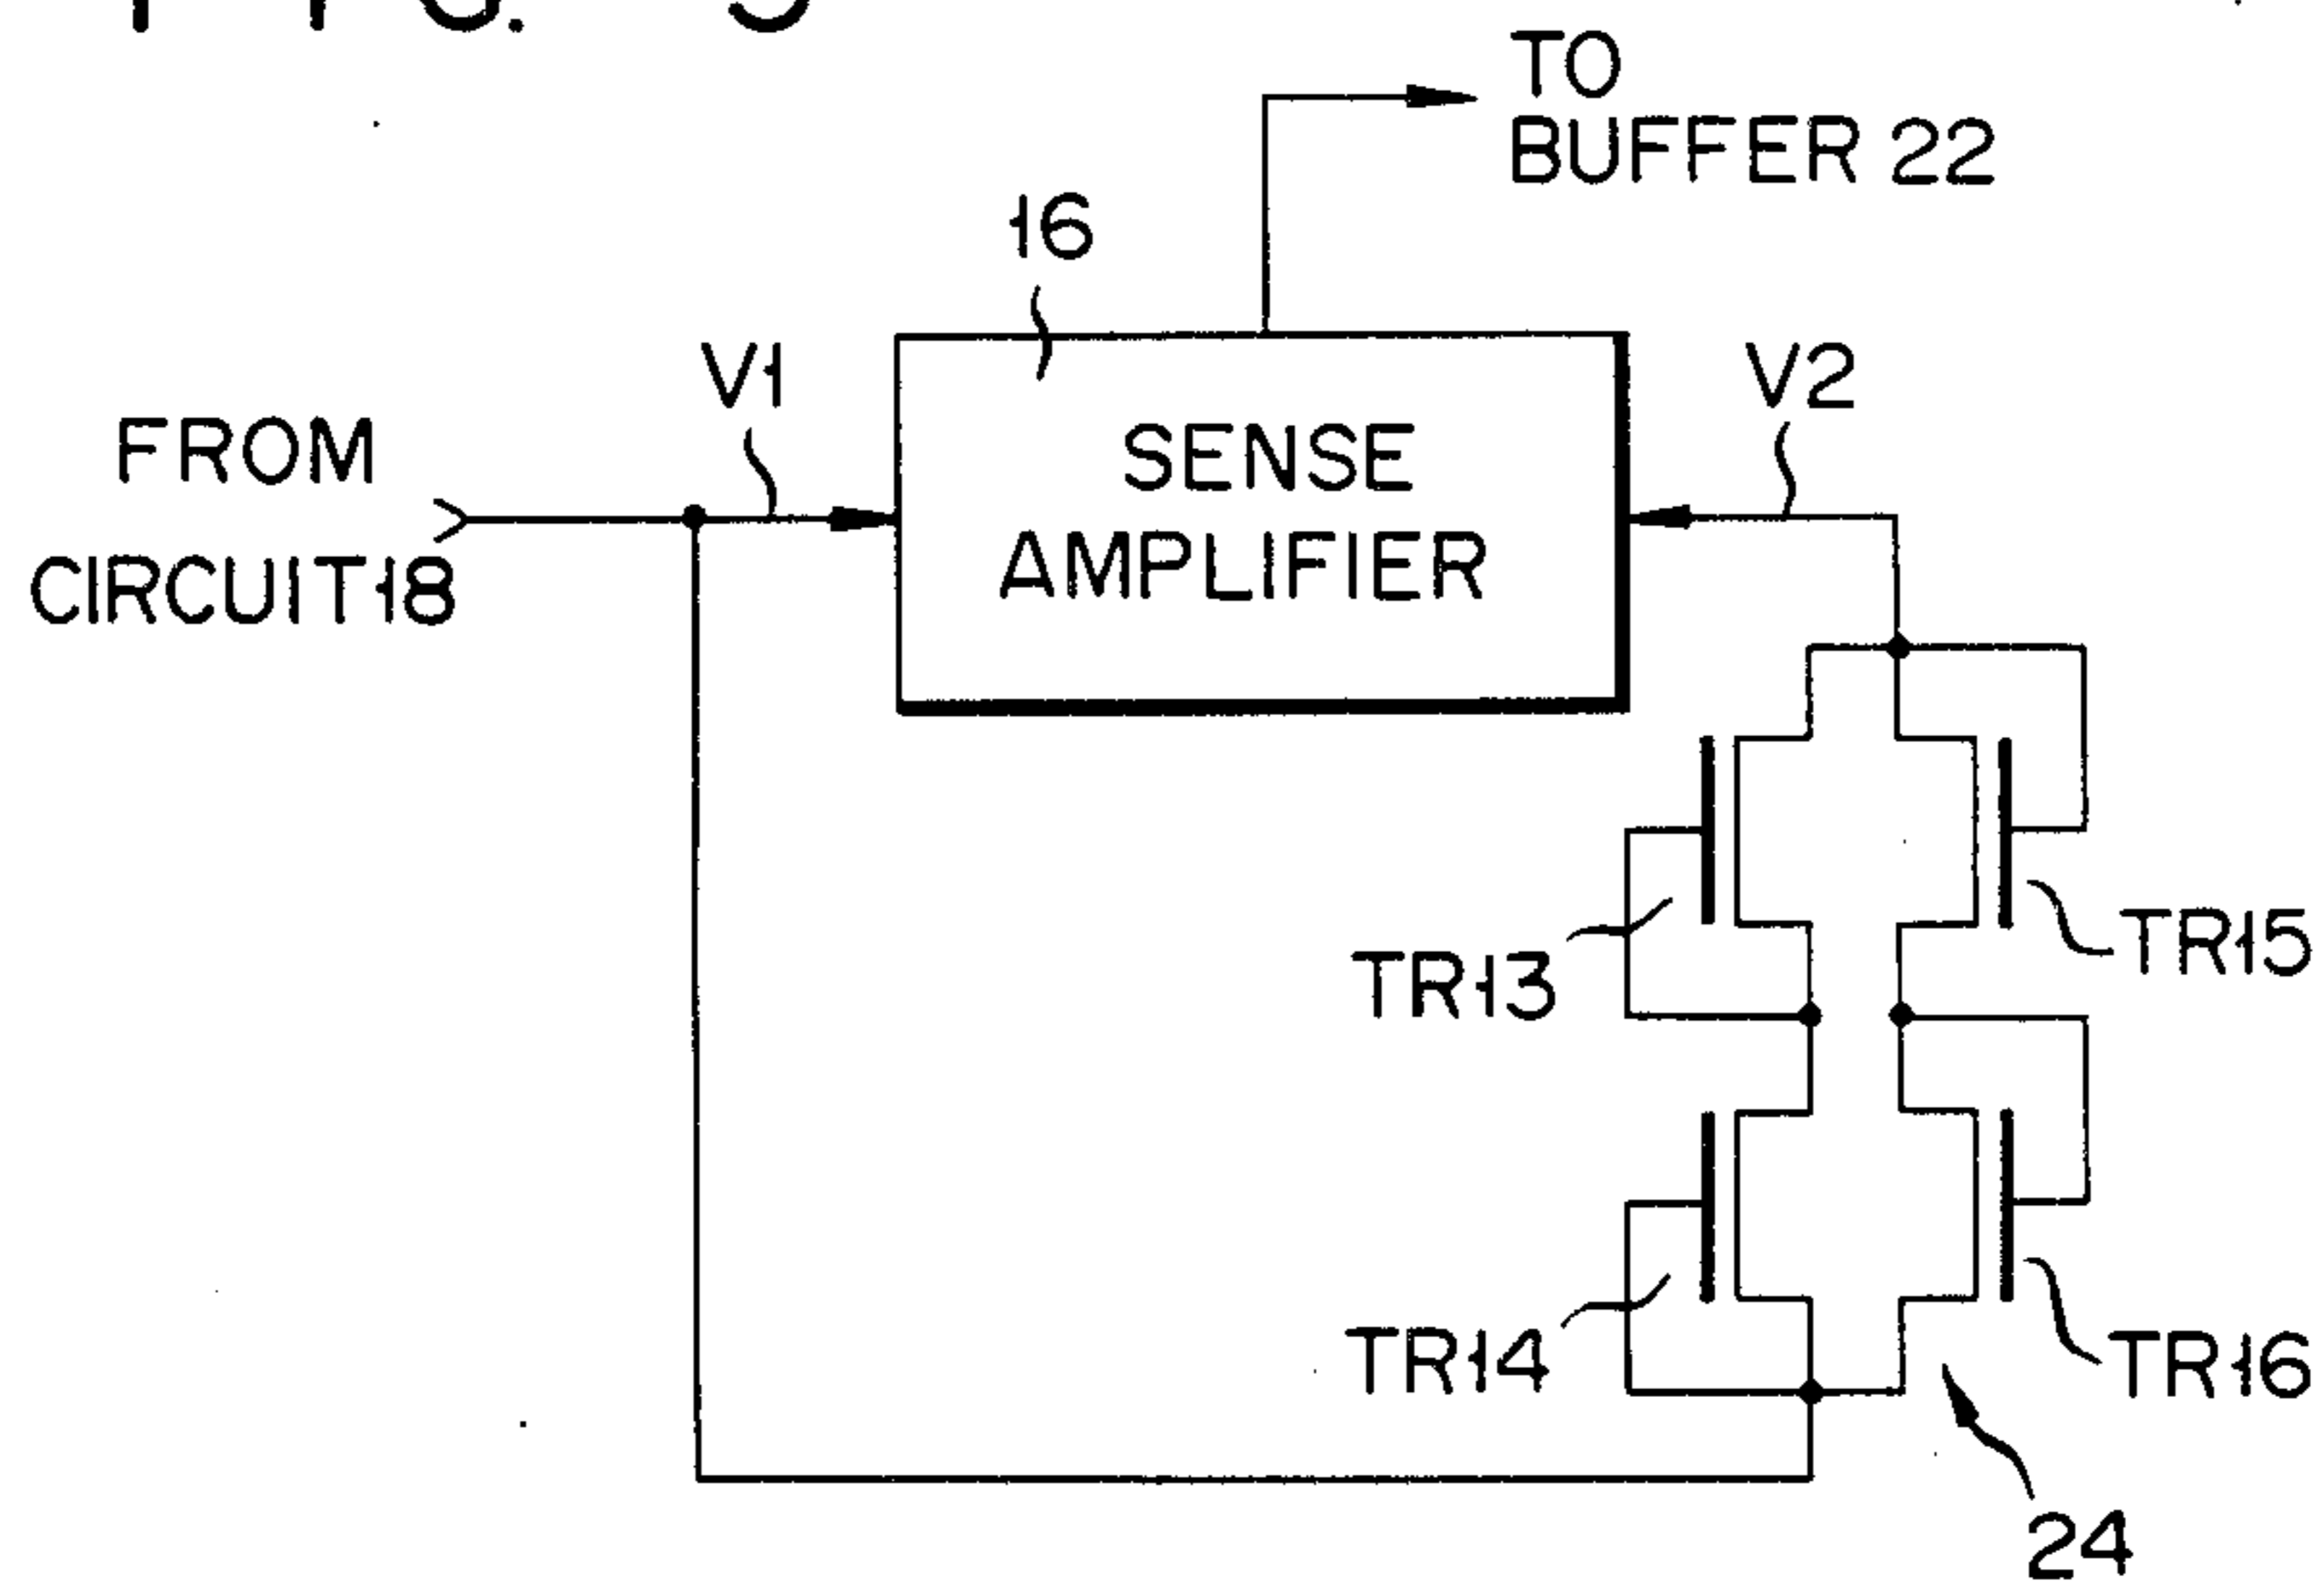 TO
BUFFER 22
16
V1
V2
FROM
CIRCUIT 18
SENSE
AMPLIFIER
TR13
TR15
TR14
TR16
24